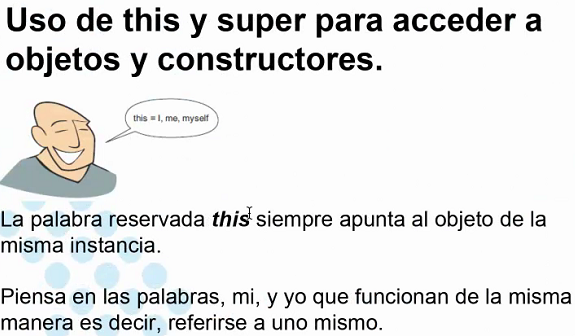 Uso de this y super para acceder a
objetos y constructores.
this = I, me, myself
La palabra reservada this siempre apunta al objeto de la
misma instancia.
Piensa en las palabras, mi, y yo que funcionan de la misma
manera es decir, referirse a uno mismo.